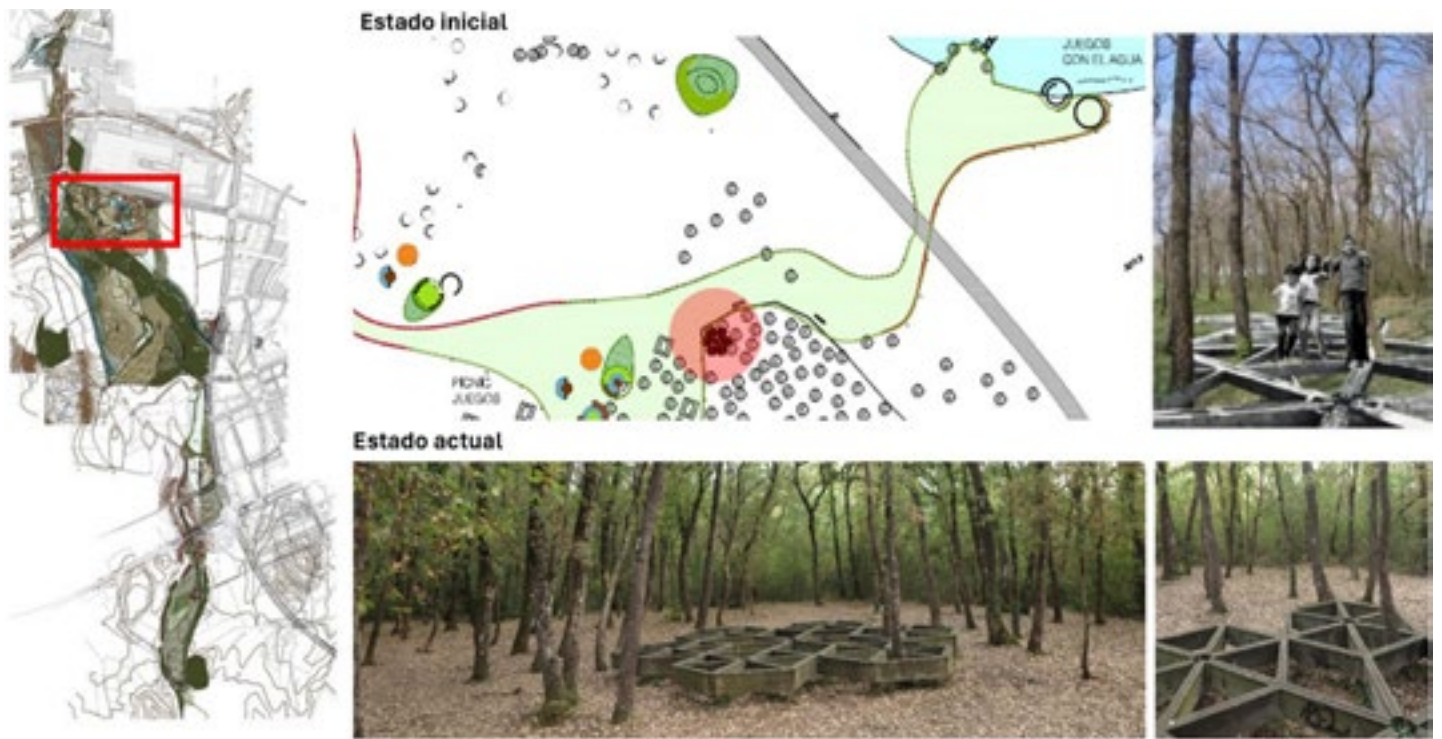 Estado inicial
JUEGOS
CON EL AGUA
PICNIC
JUEGOS
Estado actual